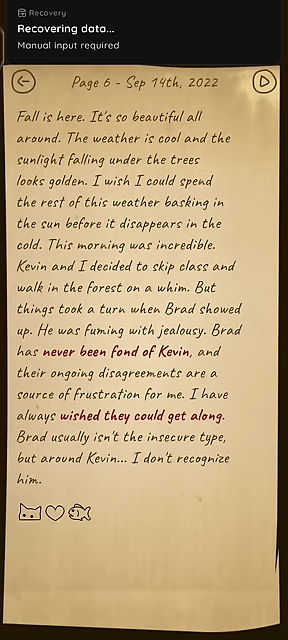 Recovery
Recovering data...
Manual input required
Page 6 - Sep 14th, 2022
Fall is here. It's so beautiful all
around. The weather is cool and the
sunlight falling under the trees
looks golden. I wish I could spend
the rest of this weather basking in
the sun before it disappears in the
cold. This morning was incredible.
Kevin and I decided to skip class and
walk in the forest on a whim. But
things took a turn when Brad showed
up. He was fuming with jealousy. Brad
has never been fond of Kevin, and
their ongoing disagreements are a
source of frustration for me. I have
always wished they could get along.
Brad usually isn't the insecure type,
but around Kevin... I don't recognize
him.